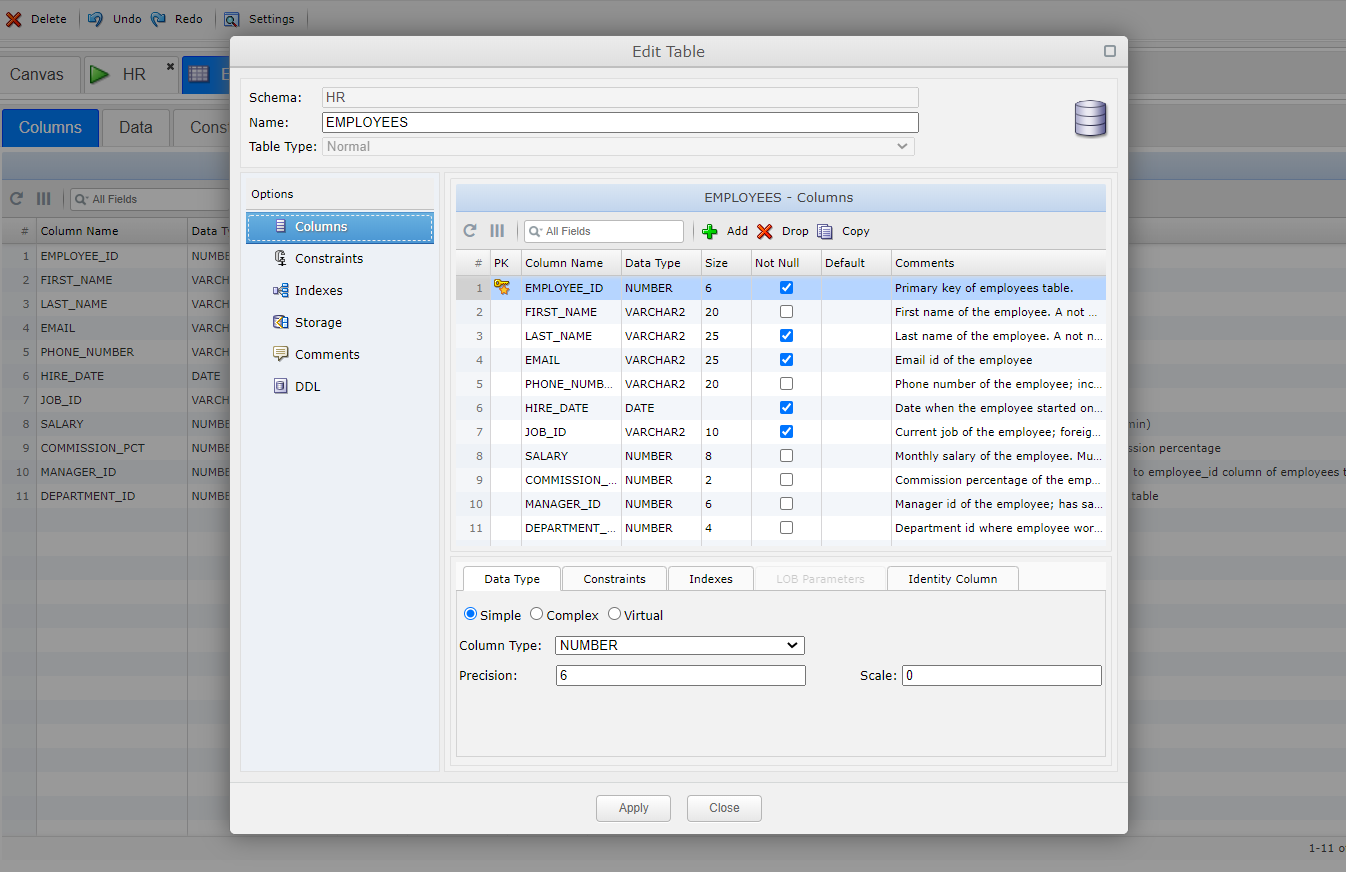 Delete Undo Redo Settings
Edit Table
Canvas HR E
Schema: HR
Name: EMPLOYEES
Table Type: Normal
Columns Data Cons
Options
EMPLOYEES - Columns
All Fields
Columns
Constraints
Indexes
Storage
Comments
DDL
All Fields Add Drop Copy
# Column Name Data T
1 EMPLOYEE_ID NUMBE
2 FIRST_NAME VARCH
3 LAST_NAME VARCH
4 EMAIL VARCH
5 PHONE_NUMBER VARCH
6 HIRE_DATE DATE
7 JOB_ID VARCH
8 SALARY NUMBE
9 COMMISSION_PCT NUMBE
10 MANAGER_ID NUMBE
11 DEPARTMENT_ID NUMBE
# PK Column Name Data Type Size Not Null Default Comments
1 EMPLOYEE_ID NUMBER 6 Primary key of employees table.
2 FIRST_NAME VARCHAR2 20 First name of the employee. A not ...
3 LAST_NAME VARCHAR2 25 Last name of the employee. A not n...
4 EMAIL VARCHAR2 25 Email id of the employee
5 PHONE_NUMB... VARCHAR2 20 Phone number of the employee; inc...
6 HIRE_DATE DATE Date when the employee started on...
7 JOB_ID VARCHAR2 10 Current job of the employee; foreig...
8 SALARY NUMBER 8 Monthly salary of the employee. Mu...
9 COMMISSION_... NUMBER 2 Commission percentage of the emp...
10 MANAGER_ID NUMBER 6 Manager id of the employee; has sa...
11 DEPARTMENT_... NUMBER 4 Department id where employee wor...
nin)
ssion percentage
to employee_id column of employees t
table
Data Type Constraints Indexes LOB Parameters Identity Column
Simple Complex Virtual
Column Type: NUMBER
Precision: 6 Scale: 0
Apply Close
1-11 o